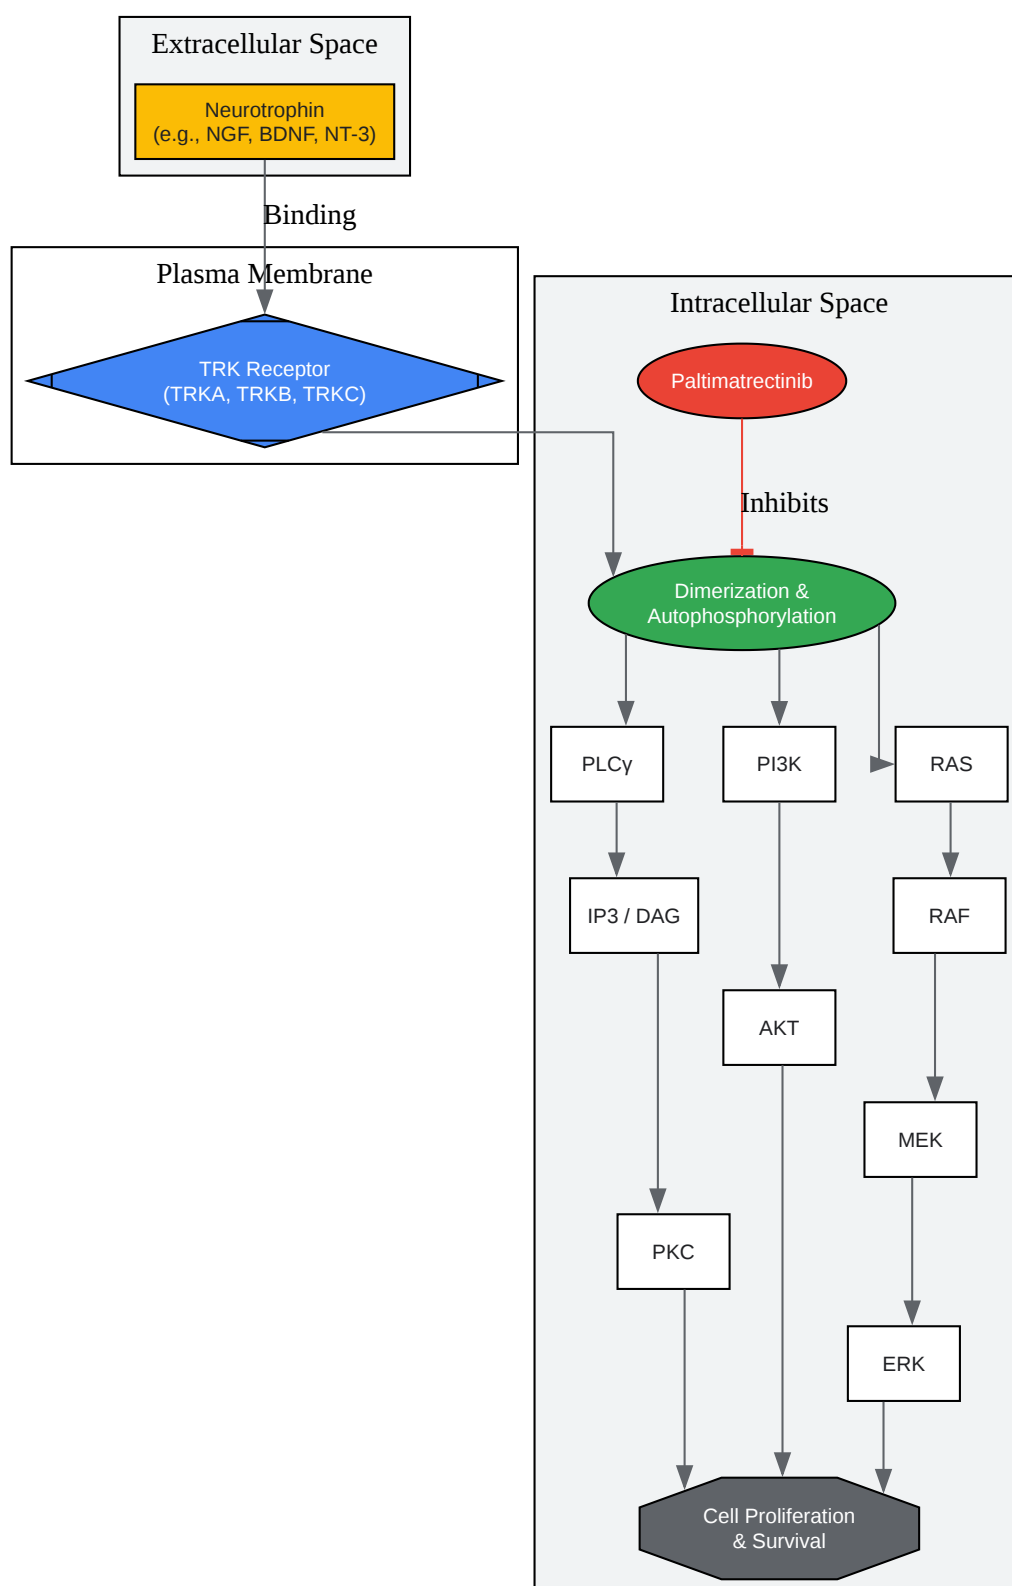 Extracellular Space
Neurotrophin
(e.g., NGF, BDNF, NT-3)
Binding
Plasma Membrane
TRK Receptor
(TRKA, TRKB, TRKC)
Intracellular Space
Paltimatrectinib
Inhibits
Dimerization &
Autophosphorylation
PLCγ
PI3K
RAS
IP3 / DAG
RAF
AKT
MEK
PKC
ERK
Cell Proliferation
& Survival